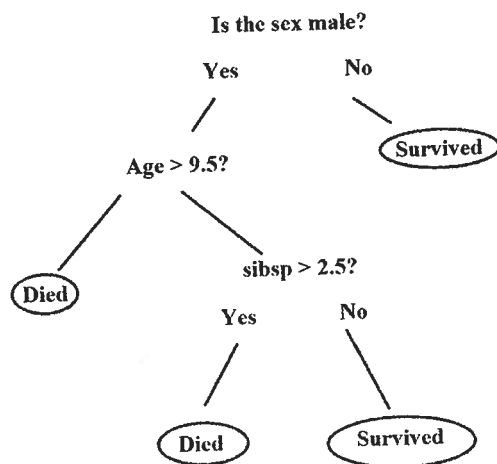 Is the sex male?
Yes No
Survived
Age > 9.5?
Died
sibsp > 2.5?
Yes No
Died Survived